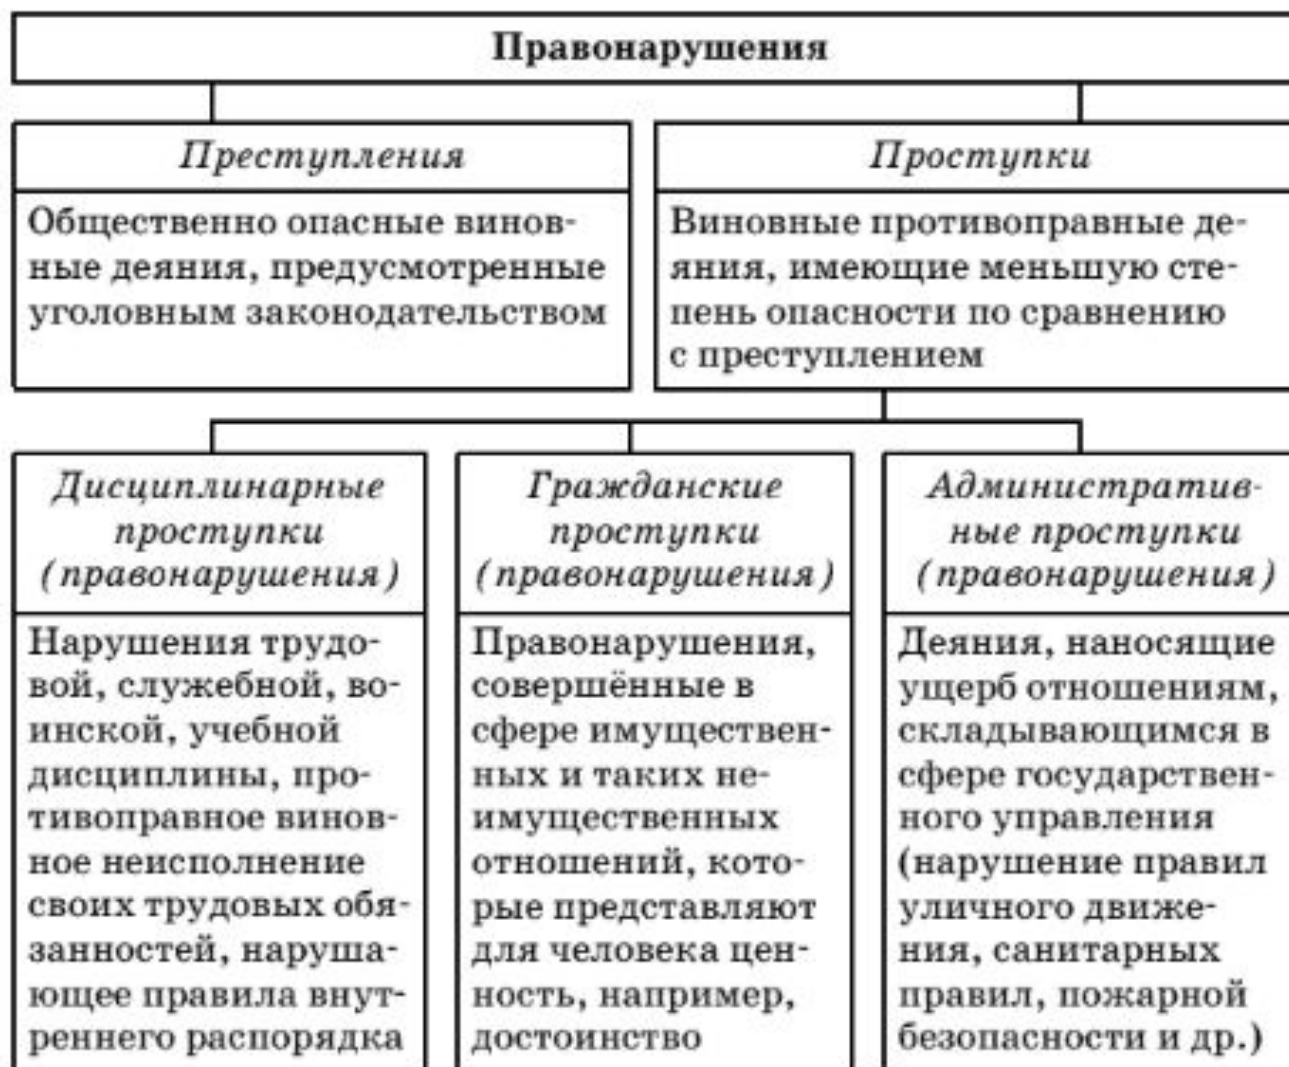 Правонарушения
Преступления
Общественно опасные винов-
ные деяния, предусмотренные
уголовным законодательством
Проступки
Виновные противоправные де-
яния, имеющие меньшую сте-
пень опасности по сравнению
с преступлением
Дисциплинарные
проступки
(правонарушения)
Нарушения трудо-
вой, служебной, во-
инской, учебной
дисциплины, про-
тивоправное винов-
ное неисполнение
своих трудовых обя-
занностей, наруша-
ющее правила внут-
реннего распорядка
Гражданские
проступки
(правонарушения)
Правонарушения,
совершённые в
сфере имуществен-
ных и таких не-
имущественных
отношений, кото-
рые представляют
для человека цен-
ность, например,
достоинство
Административ-
ные проступки
(правонарушения)
Деяния, наносящие
ущерб отношениям,
складывающимся в
сфере государствен-
ного управления
(нарушение правил
уличного движе-
ния, санитарных
правил, пожарной
безопасности и др.)